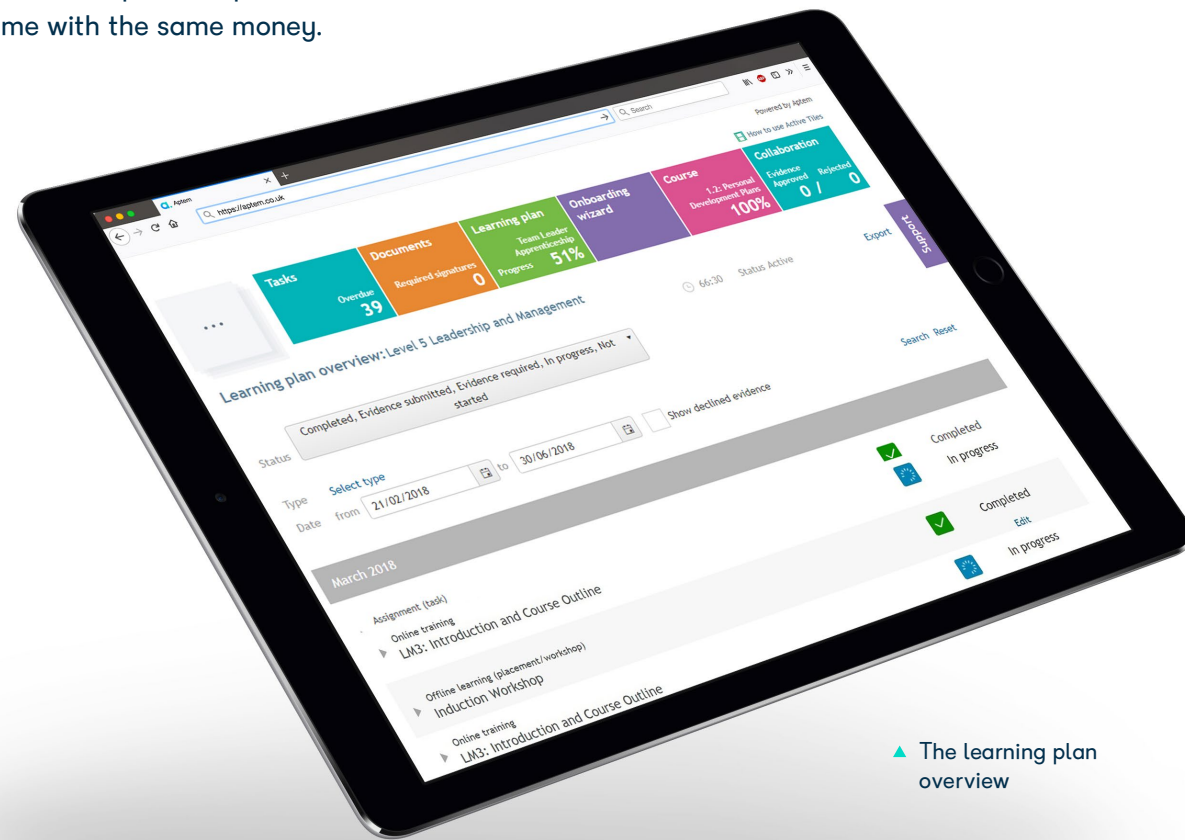 me with the same money.
Aptem
https://aptem.co.uk
Search
Powered by Aptem
How to use Active Tiles
Tasks
Overdue
39
Documents
Required signatures
0
Learning plan
Team Leader
Apprenticeship
Progress 51%
Onboarding
wizard
Course
1.2: Personal
Development Plans
100%
Collaboration
Evidence
Approved Rejected
0 / 0
Support
Export
Learning plan overview: Level 5 Leadership and Management
66:30 Status Active
Search Reset
Status
Completed, Evidence submitted, Evidence required, In progress, Not
started
Type Select type
Date from 21/02/2018 to 30/06/2018 Show declined evidence
March 2018
Assignment (task)
Completed
Online training
LM3: Introduction and Course Outline
In progress
Offline learning (placement/workshop)
Induction Workshop
Completed
Edit
Online training
LM3: Introduction and Course Outline
In progress
The learning plan
overview